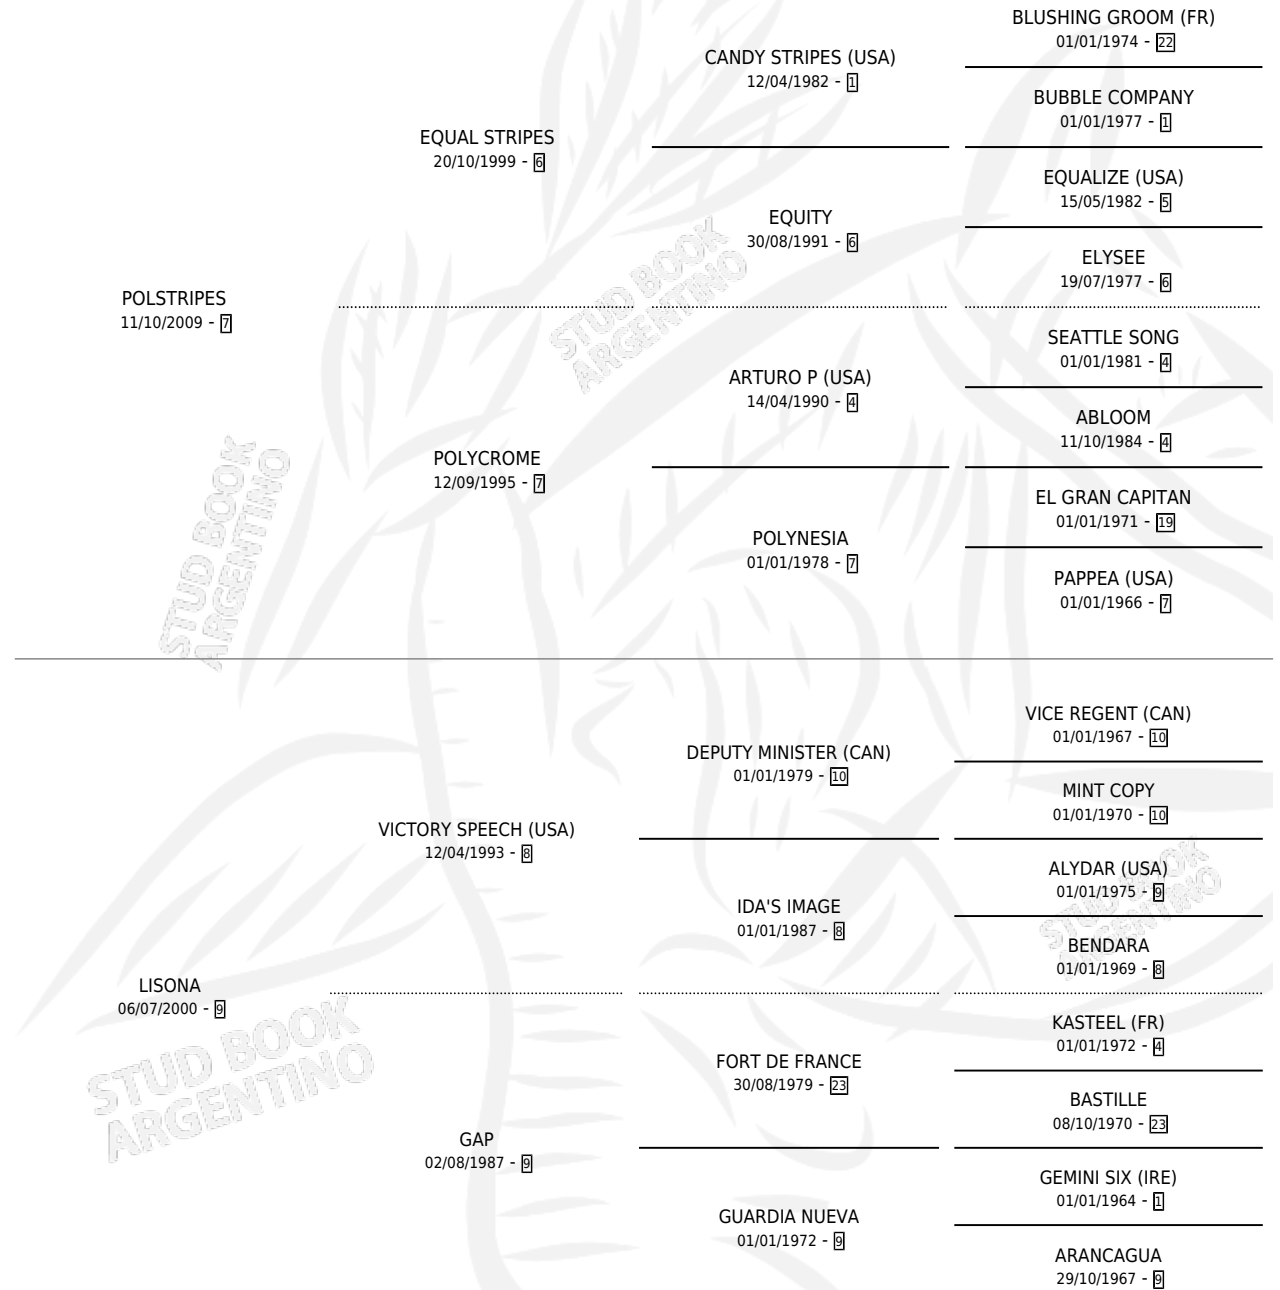 BLUSHING GROOM (FR)
01/01/1974 - 22
CANDY STRIPES (USA)
12/04/1982 - 1
BUBBLE COMPANY
01/01/1977 - 1
EQUAL STRIPES
20/10/1999 - 6
EQUALIZE (USA)
15/05/1982 - 5
EQUITY
30/08/1991 - 6
ELYSEE
19/07/1977 - 6
POLSTRIPES
11/10/2009 - 7
SEATTLE SONG
01/01/1981 - 4
ARTURO P (USA)
14/04/1990 - 4
ABLOOM
11/10/1984 - 4
POLYCROME
12/09/1995 - 7
EL GRAN CAPITAN
01/01/1971 - 19
POLYNESIA
01/01/1978 - 7
PAPPEA (USA)
01/01/1966 - 7
STUD BOOK
ARGENTINO
STUD BOOK
ARGENTINO
VICE REGENT (CAN)
01/01/1967 - 10
DEPUTY MINISTER (CAN)
01/01/1979 - 10
MINT COPY
01/01/1970 - 10
VICTORY SPEECH (USA)
12/04/1993 - 8
ALYDAR (USA)
01/01/1975 - 9
IDA'S IMAGE
01/01/1987 - 8
BENDARA
01/01/1969 - 8
LISONA
06/07/2000 - 9
KASTEEL (FR)
01/01/1972 - 4
FORT DE FRANCE
30/08/1979 - 23
BASTILLE
08/10/1970 - 23
GAP
02/08/1987 - 9
GEMINI SIX (IRE)
01/01/1964 - 1
GUARDIA NUEVA
01/01/1972 - 9
ARANCAGUA
29/10/1967 - 9
STUD BOOK
ARGENTINO
STUD BOOK
ARGENTINO